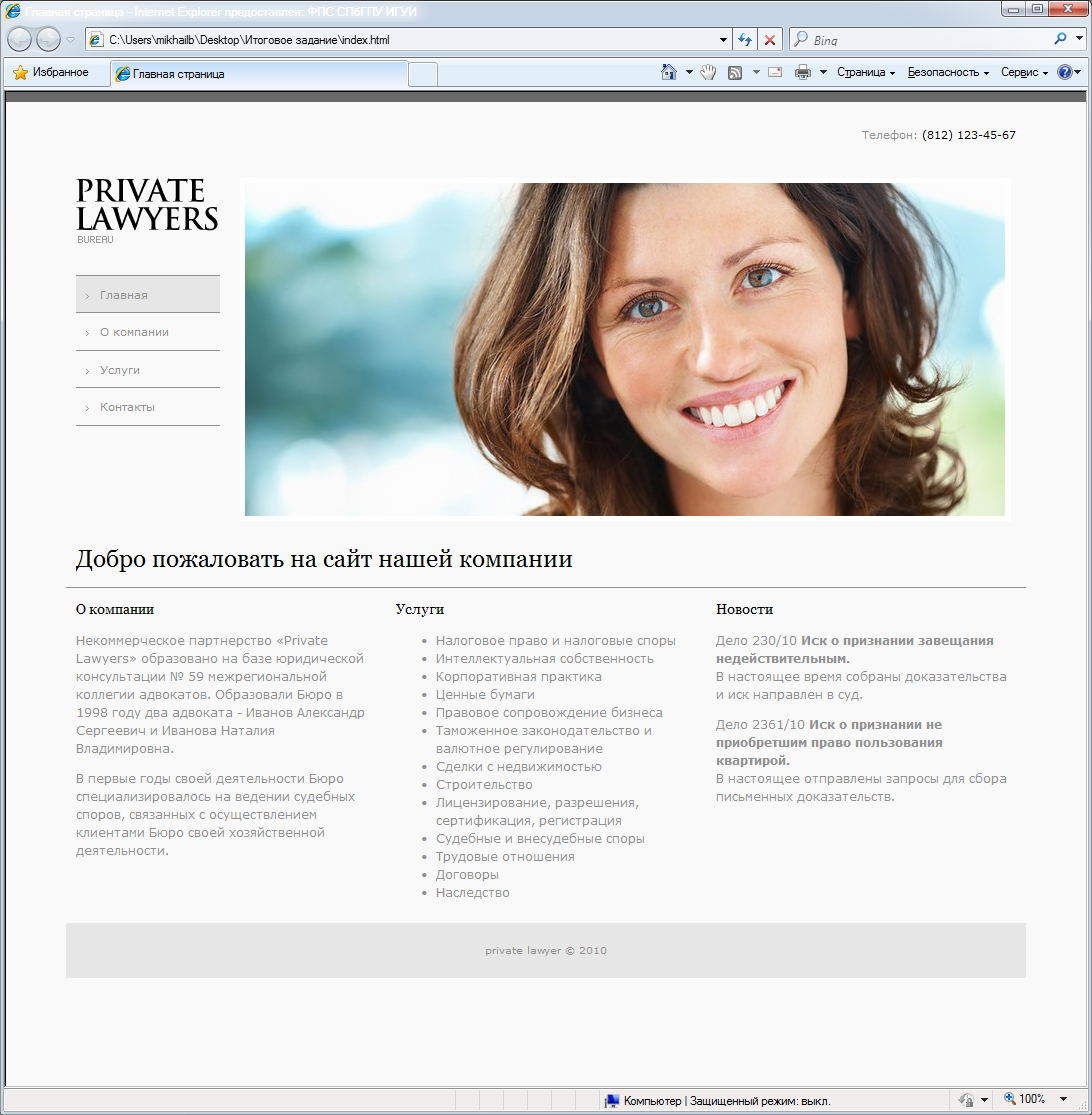 Главная страница - Internet Explorer предоставлен: ФПС СПбГПУ ИГУИ
C:\Users\mikhailb\Desktop\Итоговое задание\index.html
Bing
Избранное
Главная страница
Страница
Безопасность
Сервис
Телефон: (812) 123-45-67
PRIVATE
LAWYERS
BUREAU
Главная
О компании
Услуги
Контакты
Добро пожаловать на сайт нашей компании
О компании
Некоммерческое партнерство «Private
Lawyers» образовано на базе юридической
консультации № 59 межрегиональной
коллегии адвокатов. Образовали Бюро в
1998 году два адвоката - Иванов Александр
Сергеевич и Иванова Наталия
Владимировна.
В первые годы своей деятельности Бюро
специализировалось на ведении судебных
споров, связанных с осуществлением
клиентами Бюро своей хозяйственной
деятельности.
Услуги
• Налоговое право и налоговые споры
• Интеллектуальная собственность
• Корпоративная практика
• Ценные бумаги
• Правовое сопровождение бизнеса
• Таможенное законодательство и
валютное регулирование
• Сделки с недвижимостью
• Строительство
• Лицензирование, разрешения,
сертификация, регистрация
• Судебные и внесудебные споры
• Трудовые отношения
• Договоры
• Наследство
Новости
Дело 230/10 Иск о признании завещания
недействительным.
В настоящее время собраны доказательства
и иск направлен в суд.
Дело 2361/10 Иск о признании не
приобретшим право пользования
квартирой.
В настоящее отправлены запросы для сбора
письменных доказательств.
private lawyer © 2010
Компьютер | Защищенный режим: выкл.
100%